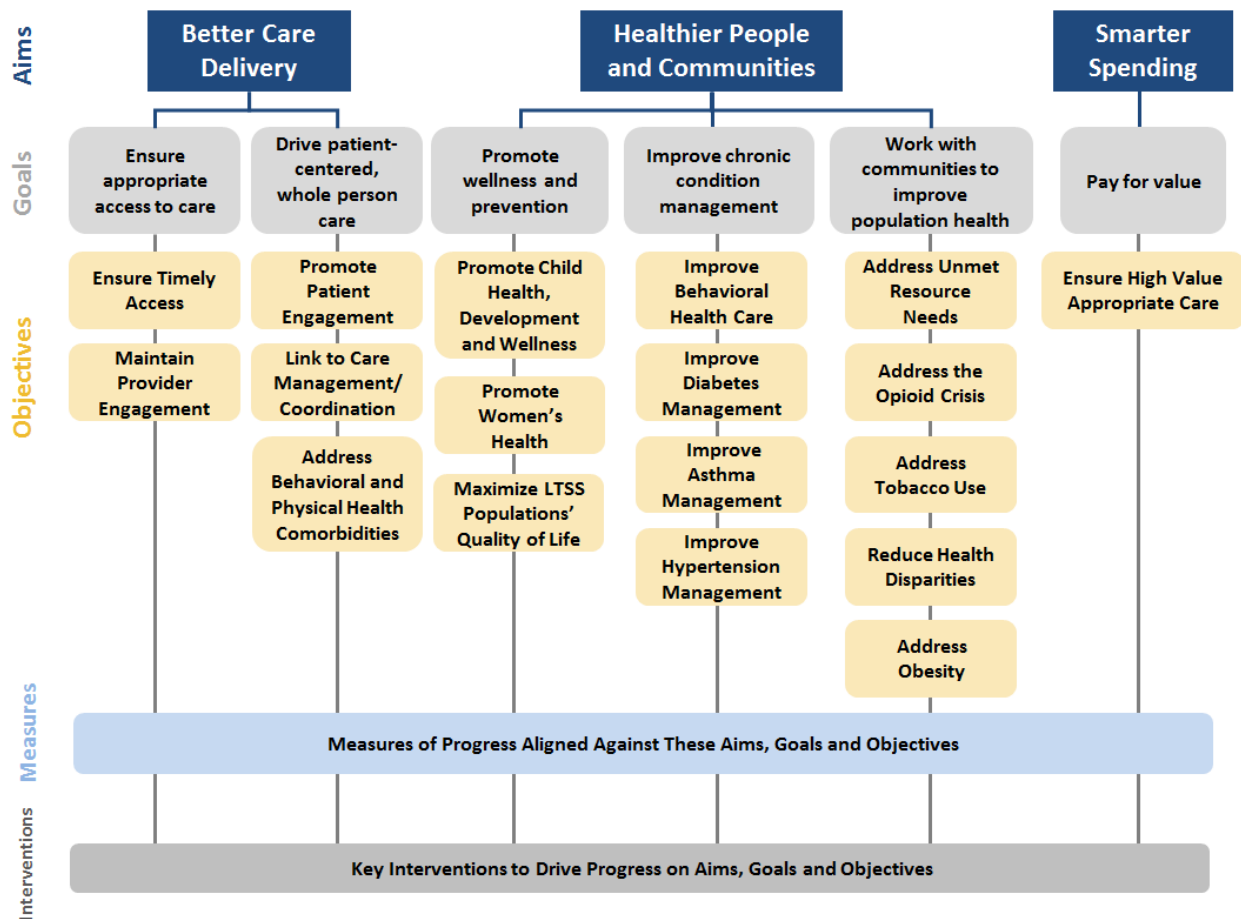 Aims
Better Care
Delivery
Healthier People
and Communities
Smarter
Spending
Goals
Ensure
appropriate
access to care
Drive patient-
centered,
whole person
care
Promote
wellness and
prevention
Improve chronic
condition
management
Work with
communities to
improve
population health
Pay for value
Objectives
Ensure Timely
Access
Maintain
Provider
Engagement
Promote
Patient
Engagement
Link to Care
Management/
Coordination
Address
Behavioral and
Physical Health
Comorbidities
Promote Child
Health,
Development
and Wellness
Promote
Women's
Health
Maximize LTSS
Populations'
Quality of Life
Improve
Behavioral
Health Care
Improve
Diabetes
Management
Improve
Asthma
Management
Improve
Hypertension
Management
Address Unmet
Resource
Needs
Address the
Opioid Crisis
Address
Tobacco Use
Reduce Health
Disparities
Address
Obesity
Ensure High Value
Appropriate Care
Measures
Measures of Progress Aligned Against These Aims, Goals and Objectives
Interventions
Key Interventions to Drive Progress on Aims, Goals and Objectives